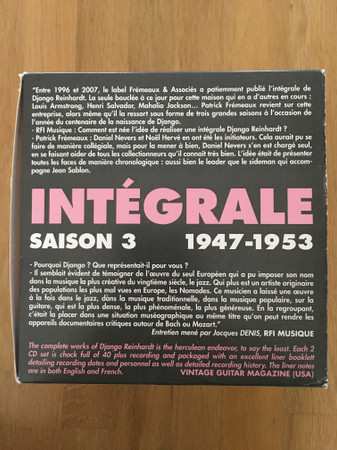 "Entre 1996 et 2007, le label Frémeaux & Associés a patiemment publié l'intégrale de
Django Reinhardt. La seule bouclée à ce jour pour cette maison qui en a d'autres en cours :
Louis Armstrong, Henri Salvador, Mahalia Jackson... Patrick Frémeaux revient sur cette
entreprise, alors même qu'il la ressort sous forme de trois grandes saisons à l'occasion de
l'année du centenaire de la naissance de Django.
- RFI Musique : Comment est née l'idée de réaliser une intégrale Django Reinhardt ?
- Patrick Frémeaux : Daniel Nevers et Noël Hervé en ont été les initiateurs. Cela aurait pu se
faire de manière collégiale, mais pour la mener à bien, Daniel Nevers s'en est chargé seul,
en se faisant aider de tous les collectionneurs qu'il connait très bien. L'idée était de présenter
toutes les faces de manière chronologique : aussi bien le leader que le sideman qui accom-
pagne Jean Sablon.
INTÉGRALE
SAISON 3 1947-1953
- Pourquoi Django ? Que représentait-il pour vous ?
- Il semblait évident de témoigner de l'œuvre du seul Européen qui a pu imposer son nom
dans la musique la plus créative du vingtième siècle, le jazz. Qui plus est un artiste originaire
des populations les plus mal vues en Europe, les Nomades. Ce musicien a laissé une œuvre
à la fois dans le jazz, dans la musique traditionnelle, dans la musique populaire, sur la
guitare, ce qui est la plus dense, la plus phénoménale, la plus généreuse. En la regroupant,
c'était la placer dans une situation muséographique au même titre qu'on peut rendre les
appareils documentaires critiques autour de Bach ou Mozart."
Entretien mené par Jacques DENIS, RFI MUSIQUE
The complete works of Django Reinhardt is the herculean endeavor, to say the least. Each 2
CD set is chock full of 40 plus recording and packaged with an excellent liner booklett
detailing recording dates and personel as well as detailed recording history. The liner notes
are in both English and French. VINTAGE GUITAR MAGAZINE (USA)